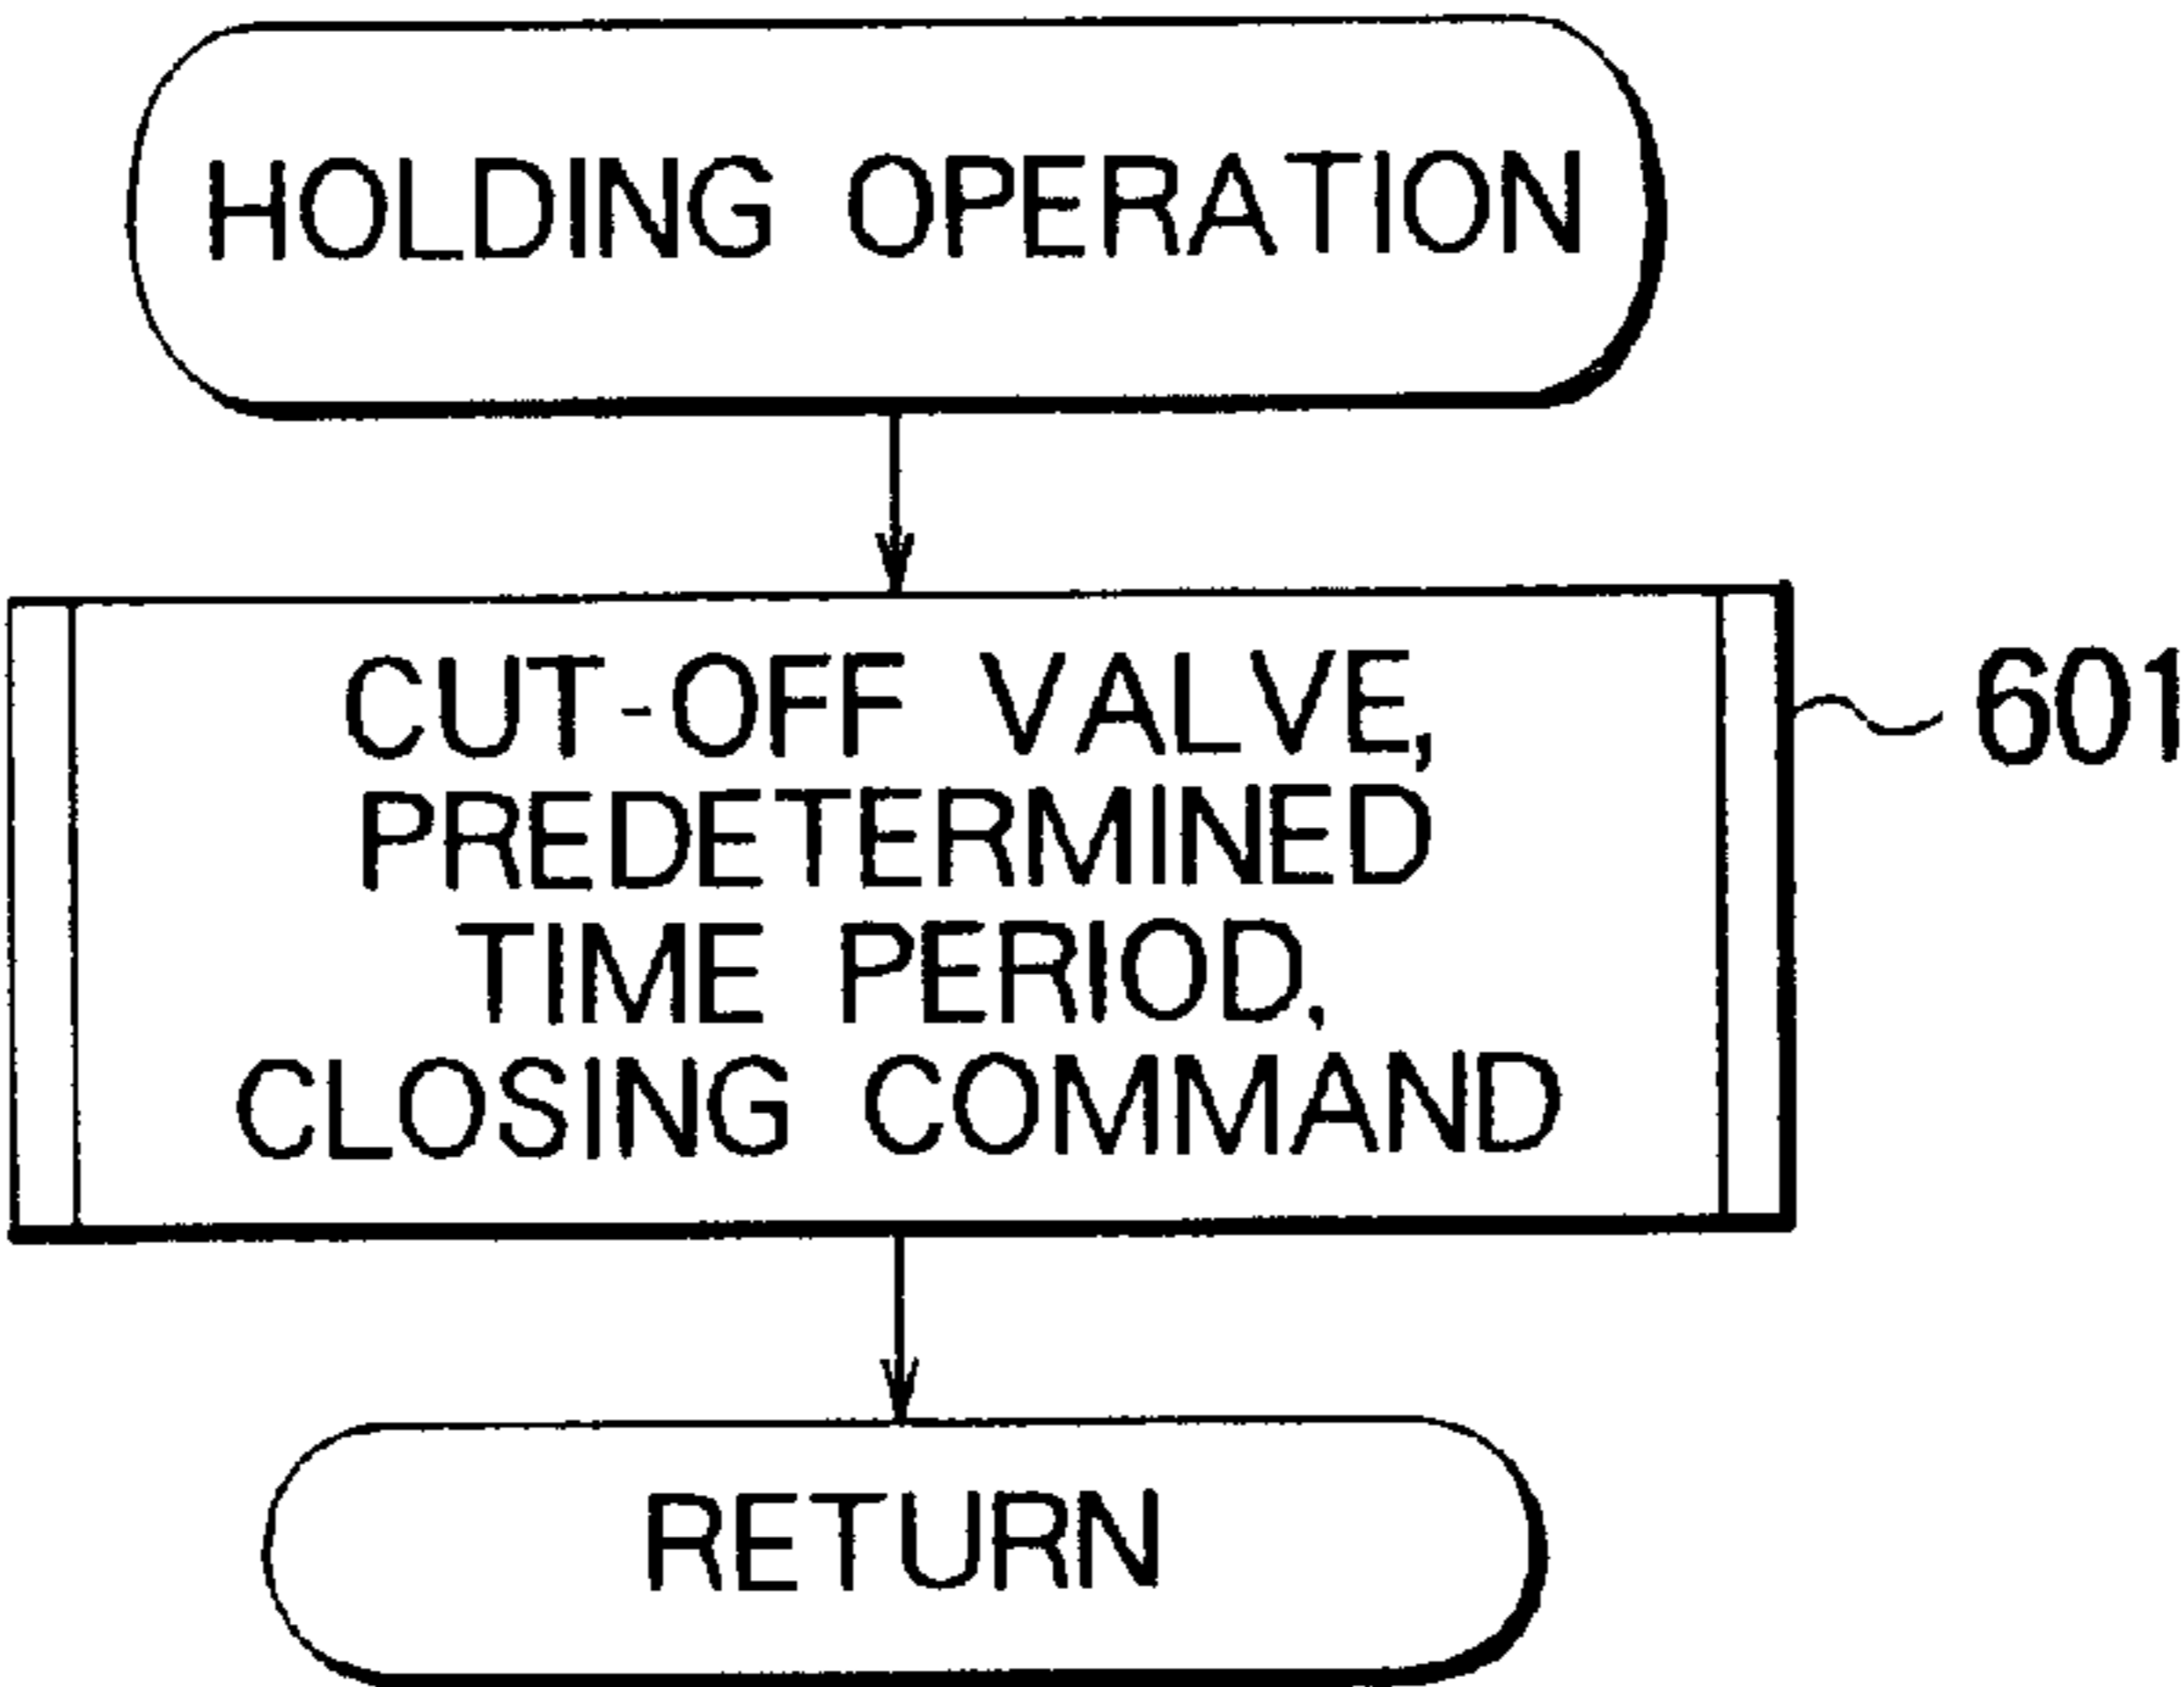 HOLDING OPERATION
CUT-OFF VALVE,
PREDETERMINED
TIME PERIOD,
CLOSING COMMAND
601
RETURN